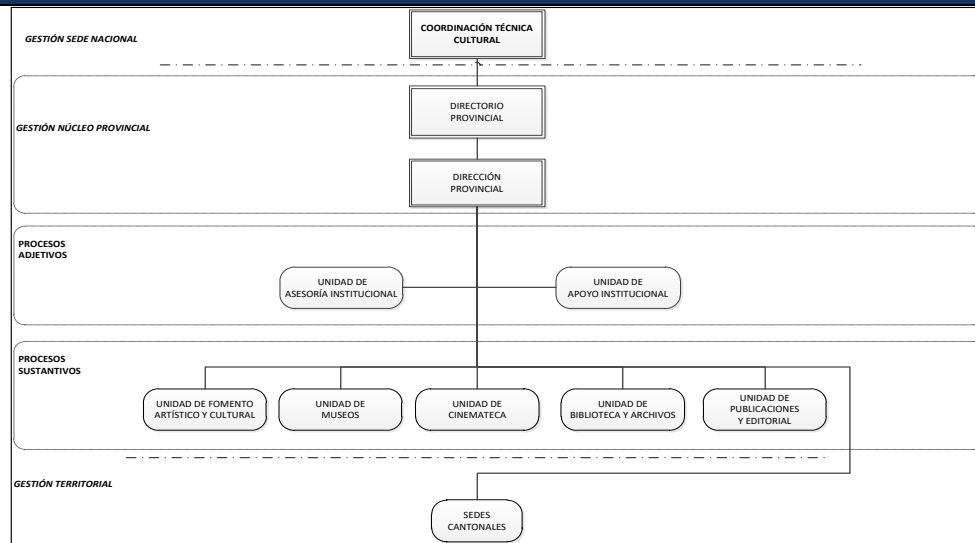 COORDINACIÓN TÉCNICA
CULTURAL
GESTIÓN SEDE NACIONAL
DIRECTORIO
PROVINCIAL
GESTIÓN NÚCLEO PROVINCIAL
DIRECCIÓN
PROVINCIAL
PROCESOS
ADJETIVOS
UNIDAD DE
ASESORÍA INSTITUCIONAL
UNIDAD DE
APOYO INSTITUCIONAL
PROCESOS
SUSTANTIVOS
UNIDAD DE FOMENTO
ARTÍSTICO Y CULTURAL
UNIDAD DE
MUSEOS
UNIDAD DE
CINEMATECA
UNIDAD DE
BIBLIOTECA Y ARCHIVOS
UNIDAD DE
PUBLICACIONES
Y EDITORIAL
GESTIÓN TERRITORIAL
SEDES
CANTONALES